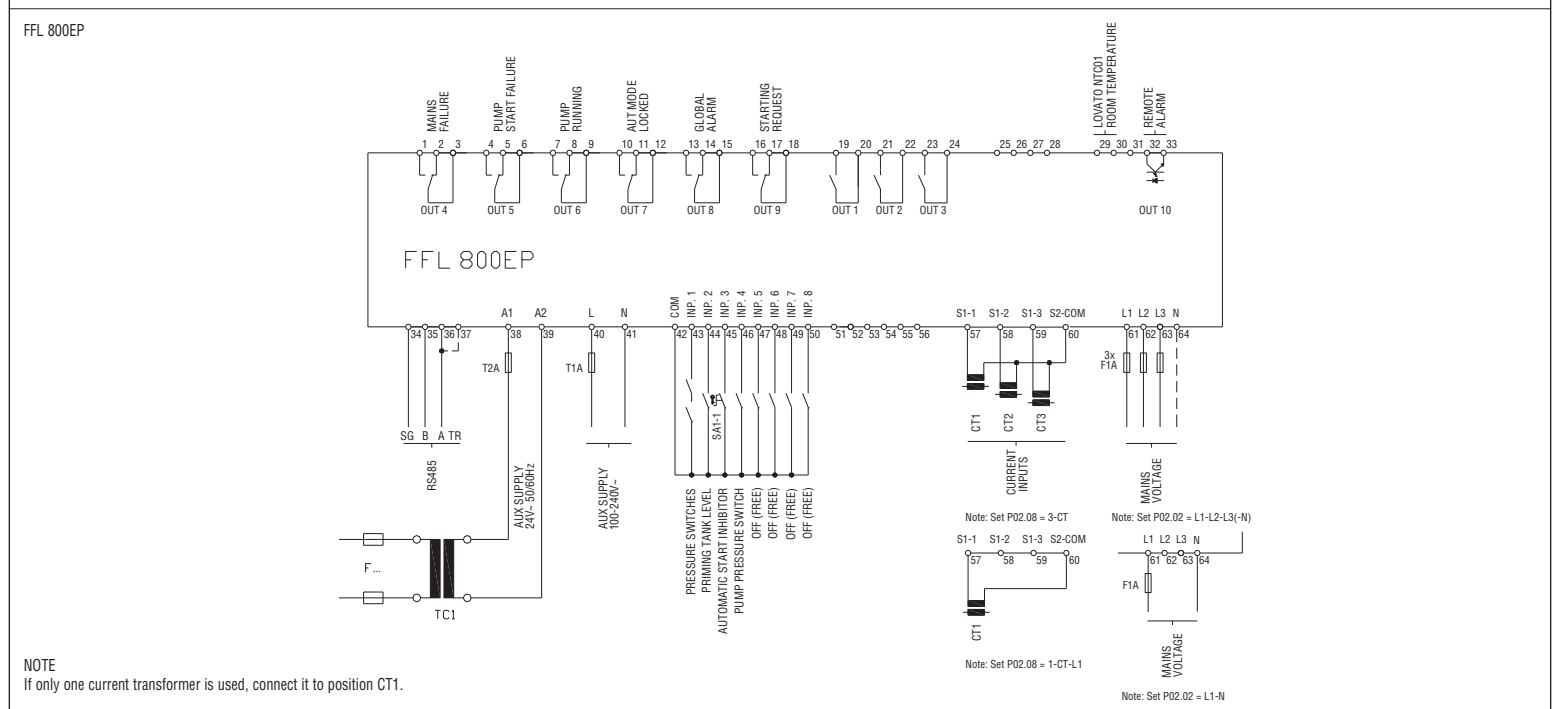 FFL 800EP
MAINS
FAILURE
PUMP
START FAILURE
PUMP
RUNNING
AUT MODE
LOCKED
GLOBAL
ALARM
STARTING
REQUEST
LOVATO NTC01
ROOM TEMPERATURE
REMOTE
ALARM
1 2 3 4 5 6 7 8 9 10 11 12 13 14 15 16 17 18 19 20 21 22 23 24 25 26 27 28 29 30 31 32 33
OUT 4 OUT 5 OUT 6 OUT 7 OUT 8 OUT 9 OUT 1 OUT 2 OUT 3 OUT 10
FFL 800EP
A1 A2 L N COM INP. 1 INP. 2 INP. 3 INP. 4 INP. 5 INP. 6 INP. 7 INP. 8 S1-1 S1-2 S1-3 S2-COM L1 L2 L3 N
34 35 36 37 38 39 40 41 42 43 44 45 46 47 48 49 50 51 52 53 54 55 56 57 58 59 60 61 62 63 64
T2A T1A
3x
F1A
SA1-1
CT1 CT2 CT3
SG B A TR
RS485
AUX SUPPLY
24V~ 50/60Hz
AUX SUPPLY
100-240V~
PRESSURE SWITCHES
PRIMING TANK LEVEL
AUTOMATIC START INHIBITOR
PUMP PRESSURE SWITCH
OFF (FREE)
OFF (FREE)
OFF (FREE)
OFF (FREE)
CURRENT
INPUTS
MAINS
VOLTAGE
Note: Set P02.08 = 3-CT
Note: Set P02.02 = L1-L2-L3(-N)
S1-1 S1-2 S1-3 S2-COM
57 58 59 60
CT1
Note: Set P02.08 = 1-CT-L1
L1 L2 L3 N
61 62 63 64
F1A
MAINS
VOLTAGE
Note: Set P02.02 = L1-N
F...
TC1
NOTE
If only one current transformer is used, connect it to position CT1.